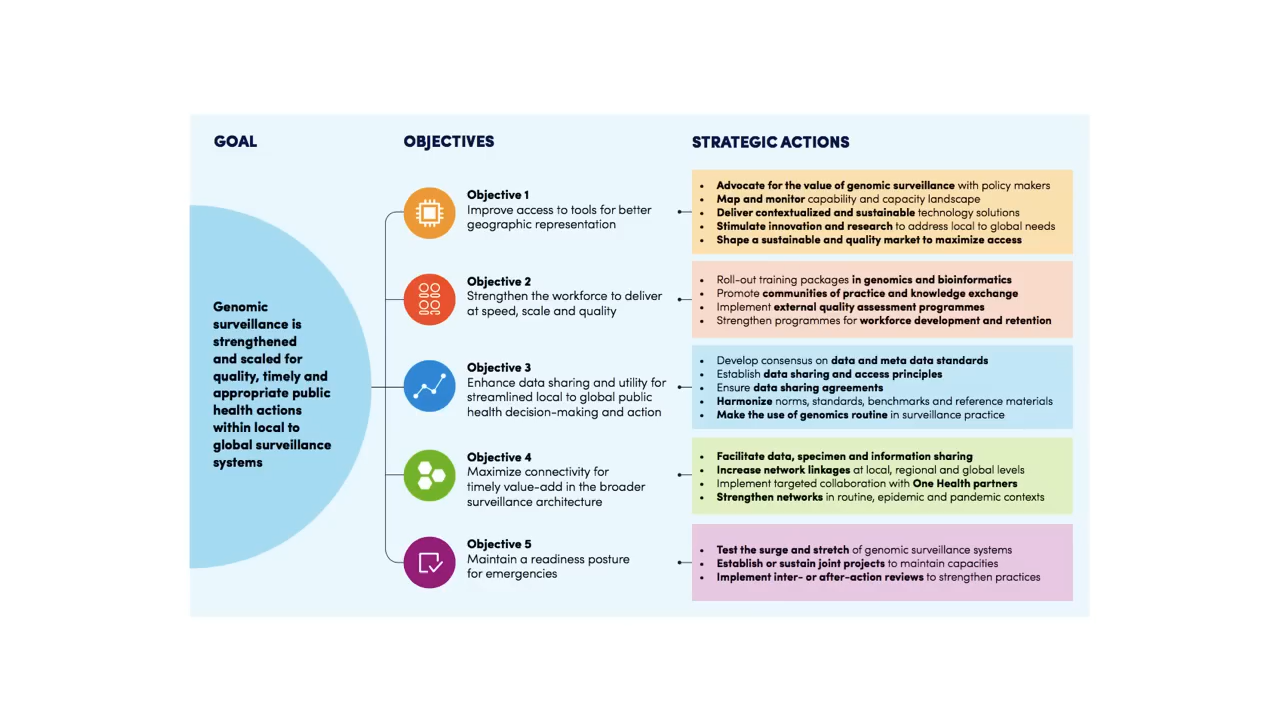 GOAL
OBJECTIVES
STRATEGIC ACTIONS
Genomic
surveillance is
strengthened
and scaled for
quality, timely and
appropriate public
health actions
within local to
global surveillance
systems
Objective 1
Improve access to tools for better
geographic representation
• Advocate for the value of genomic surveillance with policy makers
• Map and monitor capability and capacity landscape
• Deliver contextualized and sustainable technology solutions
• Stimulate innovation and research to address local to global needs
• Shape a sustainable and quality market to maximize access
Objective 2
Strengthen the workforce to deliver
at speed, scale and quality
• Roll-out training packages in genomics and bioinformatics
• Promote communities of practice and knowledge exchange
• Implement external quality assessment programmes
• Strengthen programmes for workforce development and retention
Objective 3
Enhance data sharing and utility for
streamlined local to global public
health decision-making and action
• Develop consensus on data and meta data standards
• Establish data sharing and access principles
• Ensure data sharing agreements
• Harmonize norms, standards, benchmarks and reference materials
• Make the use of genomics routine in surveillance practice
Objective 4
Maximize connectivity for
timely value-add in the broader
surveillance architecture
• Facilitate data, specimen and information sharing
• Increase network linkages at local, regional and global levels
• Implement targeted collaboration with One Health partners
• Strengthen networks in routine, epidemic and pandemic contexts
Objective 5
Maintain a readiness posture
for emergencies
• Test the surge and stretch of genomic surveillance systems
• Establish or sustain joint projects to maintain capacities
• Implement inter- or after-action reviews to strengthen practices